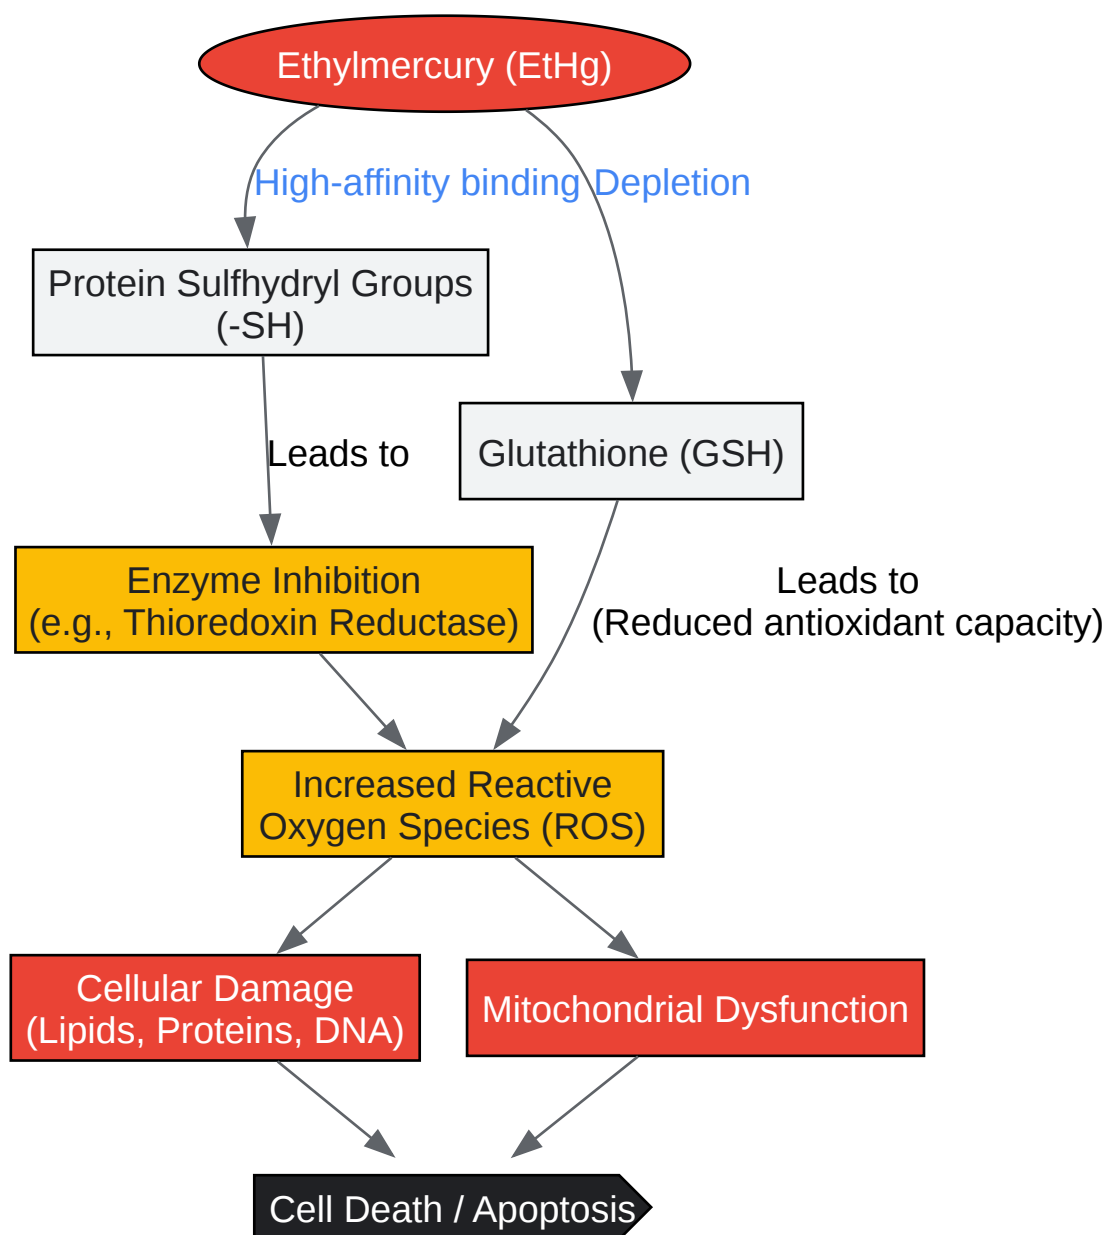 Ethylmercury (EtHg)
High-affinity binding
Depletion
Protein Sulfhydryl Groups
(-SH)
Glutathione (GSH)
Leads to
Enzyme Inhibition
(e.g., Thioredoxin Reductase)
Leads to
(Reduced antioxidant capacity)
Increased Reactive
Oxygen Species (ROS)
Cellular Damage
(Lipids, Proteins, DNA)
Mitochondrial Dysfunction
Cell Death / Apoptosis